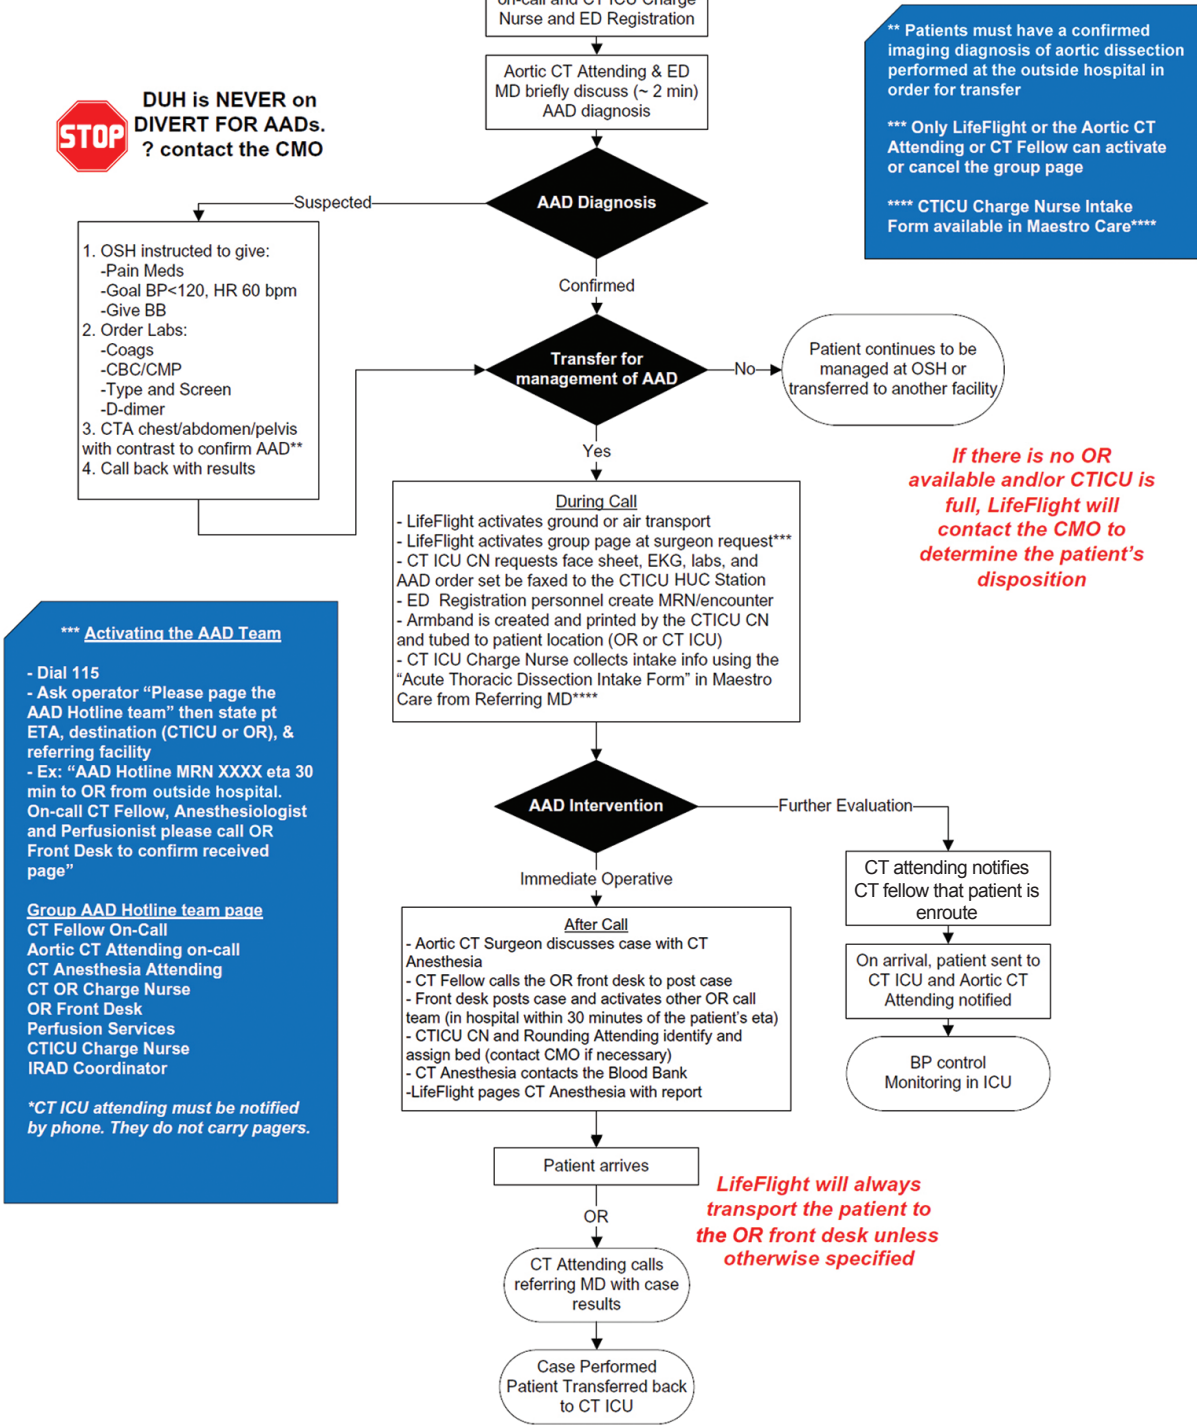 on-call and CT ICU Charge
Nurse and ED Registration
Aortic CT Attending & ED
MD briefly discuss (~ 2 min)
AAD diagnosis
STOP
DUH is NEVER on
DIVERT FOR AADs.
? contact the CMO
** Patients must have a confirmed
imaging diagnosis of aortic dissection
performed at the outside hospital in
order for transfer
*** Only LifeFlight or the Aortic CT
Attending or CT Fellow can activate
or cancel the group page
**** CTICU Charge Nurse Intake
Form available in Maestro Care****
AAD Diagnosis
Suspected
Confirmed
1. OSH instructed to give:
-Pain Meds
-Goal BP<120, HR 60 bpm
-Give BB
2. Order Labs:
-Coags
-CBC/CMP
-Type and Screen
-D-dimer
3. CTA chest/abdomen/pelvis
with contrast to confirm AAD**
4. Call back with results
Transfer for
management of AAD
No
Patient continues to be
managed at OSH or
transferred to another facility
Yes
If there is no OR
available and/or CTICU is
full, LifeFlight will
contact the CMO to
determine the patient's
disposition
During Call
- LifeFlight activates ground or air transport
- LifeFlight activates group page at surgeon request***
- CT ICU CN requests face sheet, EKG, labs, and
AAD order set be faxed to the CTICU HUC Station
- ED Registration personnel create MRN/encounter
- Armband is created and printed by the CTICU CN
and tubed to patient location (OR or CT ICU)
- CT ICU Charge Nurse collects intake info using the
“Acute Thoracic Dissection Intake Form” in Maestro
Care from Referring MD****
*** Activating the AAD Team
- Dial 115
- Ask operator “Please page the
AAD Hotline team” then state pt
ETA, destination (CTICU or OR), &
referring facility
- Ex: “AAD Hotline MRN XXXX eta 30
min to OR from outside hospital.
On-call CT Fellow, Anesthesiologist
and Perfusionist please call OR
Front Desk to confirm received
page”
Group AAD Hotline team page
CT Fellow On-Call
Aortic CT Attending on-call
CT Anesthesia Attending
CT OR Charge Nurse
OR Front Desk
Perfusion Services
CTICU Charge Nurse
IRAD Coordinator
*CT ICU attending must be notified
by phone. They do not carry pagers.
AAD Intervention
Further Evaluation
Immediate Operative
CT attending notifies
CT fellow that patient is
enroute
On arrival, patient sent to
CT ICU and Aortic CT
Attending notified
BP control
Monitoring in ICU
After Call
- Aortic CT Surgeon discusses case with CT
Anesthesia
- CT Fellow calls the OR front desk to post case
- Front desk posts case and activates other OR call
team (in hospital within 30 minutes of the patient’s eta)
- CTICU CN and Rounding Attending identify and
assign bed (contact CMO if necessary)
- CT Anesthesia contacts the Blood Bank
-LifeFlight pages CT Anesthesia with report
Patient arrives
LifeFlight will always
transport the patient to
the OR front desk unless
otherwise specified
OR
CT Attending calls
referring MD with case
results
Case Performed
Patient Transferred back
to CT ICU